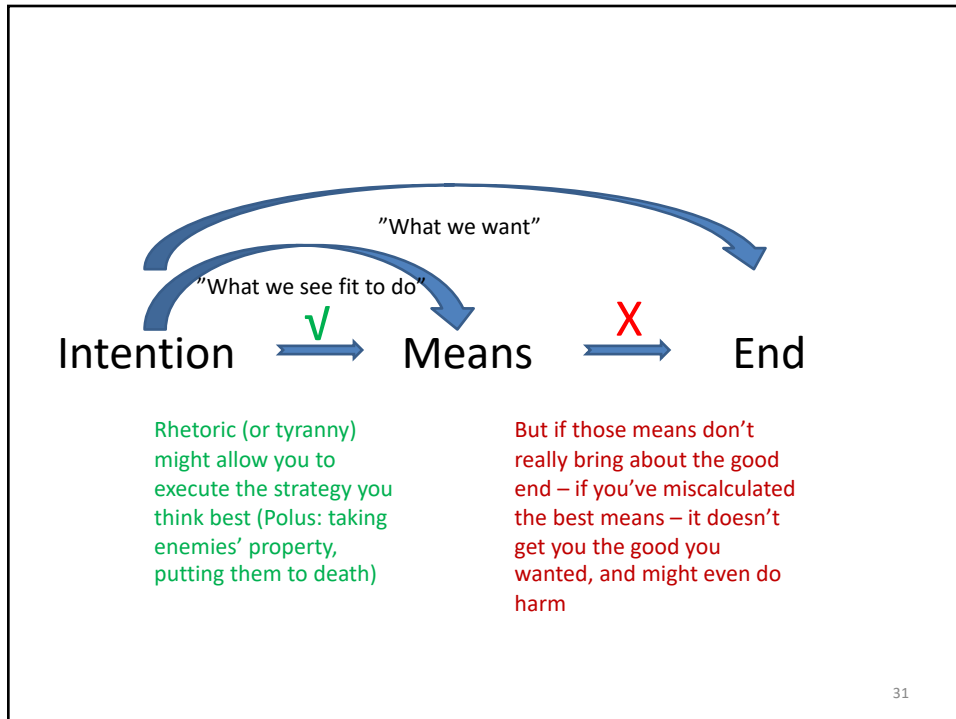 ”What we want”
”What we see fit to do”
√
X
Intention
Means
End
Rhetoric (or tyranny)
might allow you to
execute the strategy you
think best (Polus: taking
enemies’ property,
putting them to death)
But if those means don’t
really bring about the good
end – if you’ve miscalculated
the best means – it doesn’t
get you the good you
wanted, and might even do
harm
31